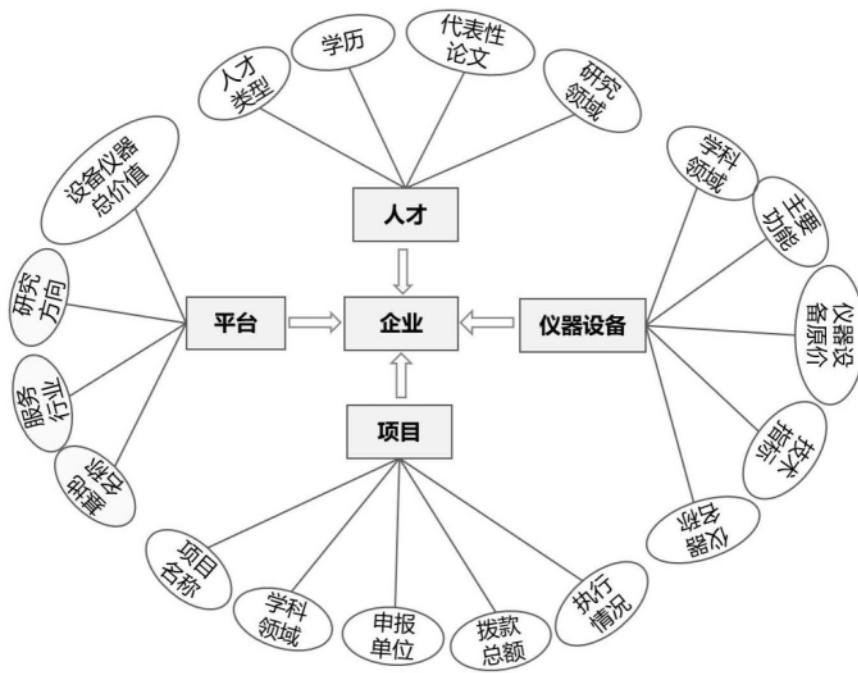 人才
类型
学历
代表性
论文
研究
领域
设备仪器
总价值
研究
方向
服务
行业
基地
名称
人才
平台
企业
仪器设备
项目
学科
领域
主要
功能
仪器设
备原价
技术
指标
仪器
名称
项目
名称
学科
领域
申报
单位
拨款
总额
执行
情况